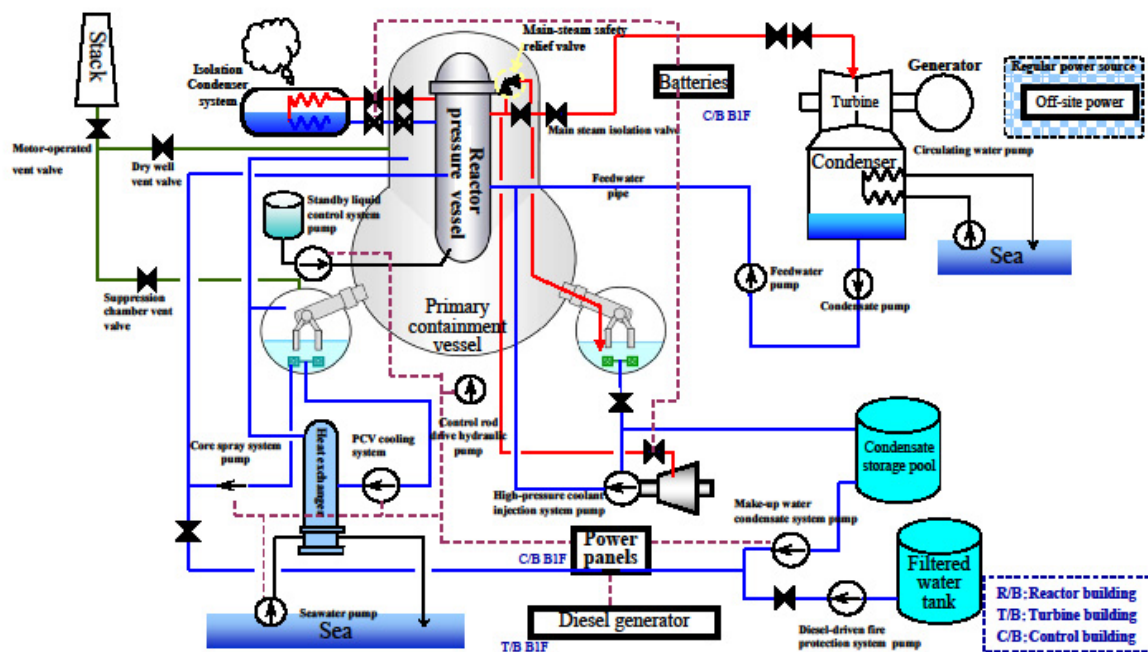 Stack
Isolation
Condenser
system
Main-steam safety
relief valve
Batteries
C/B B1F
Generator
Turbine
Regular power source
Off-site power
Motor-operated
vent valve
Dry well
vent valve
Reactor
pressure vessel
Main steam isolation valve
Circulating water pump
Condenser
Standby liquid
control system
pump
Feedwater
pipe
Sea
Feedwater
pump
Condensate pump
Suppression
chamber vent
valve
Primary
containment
vessel
Control rod
drive hydraulic
pump
Core spray system
pump
Heat exchanger
PCV cooling
system
Condensate
storage pool
High-pressure coolant
injection system pump
Make-up water
condensate system pump
Power
panels
C/B B1F
Filtered
water
tank
Seawater pump
Sea
Diesel generator
T/B B1F
Diesel-driven fire
protection system pump
R/B: Reactor building
T/B: Turbine building
C/B: Control building